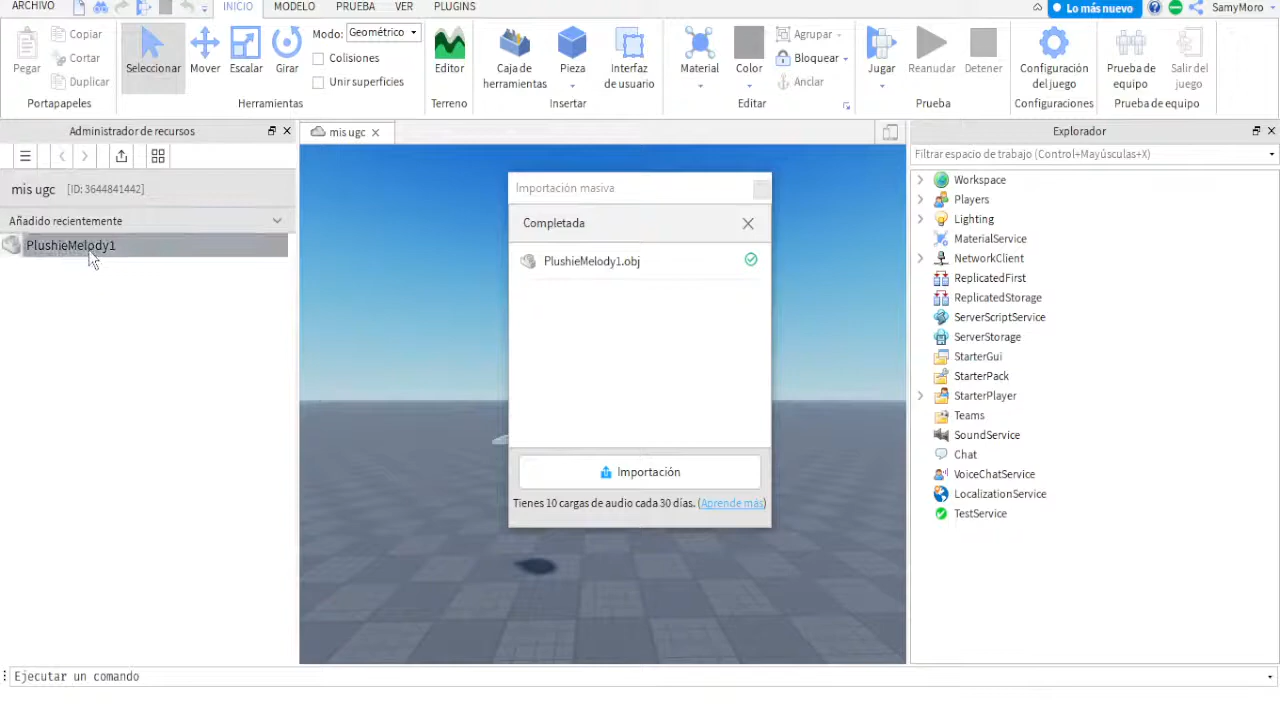 ARCHIVO
INICIO
MODELO
PRUEBA
VER
PLUGINS
Lo más nuevo
SamyMoro
Pegar
Copiar
Cortar
Duplicar
Portapapeles
Seleccionar
Mover
Escalar
Girar
Modo:
Geométrico
Colisiones
Unir superficies
Herramientas
Editor
Terreno
Caja de
herramientas
Pieza
Interfaz
de usuario
Insertar
Material
Color
Agrupar
Bloquear
Anclar
Editar
Jugar
Reanudar
Detener
Prueba
Configuración
del juego
Configuraciones
Prueba de
equipo
Salir del
juego
Prueba de equipo
Administrador de recursos
mis ugc [ID: 3644841442]
Añadido recientemente
PlushieMelody1
mis ugc
Importación masiva
Completada
PlushieMelody1.obj
Importación
Tienes 10 cargas de audio cada 30 días. (Aprende más)
Explorador
Filtrar espacio de trabajo (Control+Mayúsculas+X)
Workspace
Players
Lighting
MaterialService
NetworkClient
ReplicatedFirst
ReplicatedStorage
ServerScriptService
ServerStorage
StarterGui
StarterPack
StarterPlayer
Teams
SoundService
Chat
VoiceChatService
LocalizationService
TestService
Ejecutar un comando